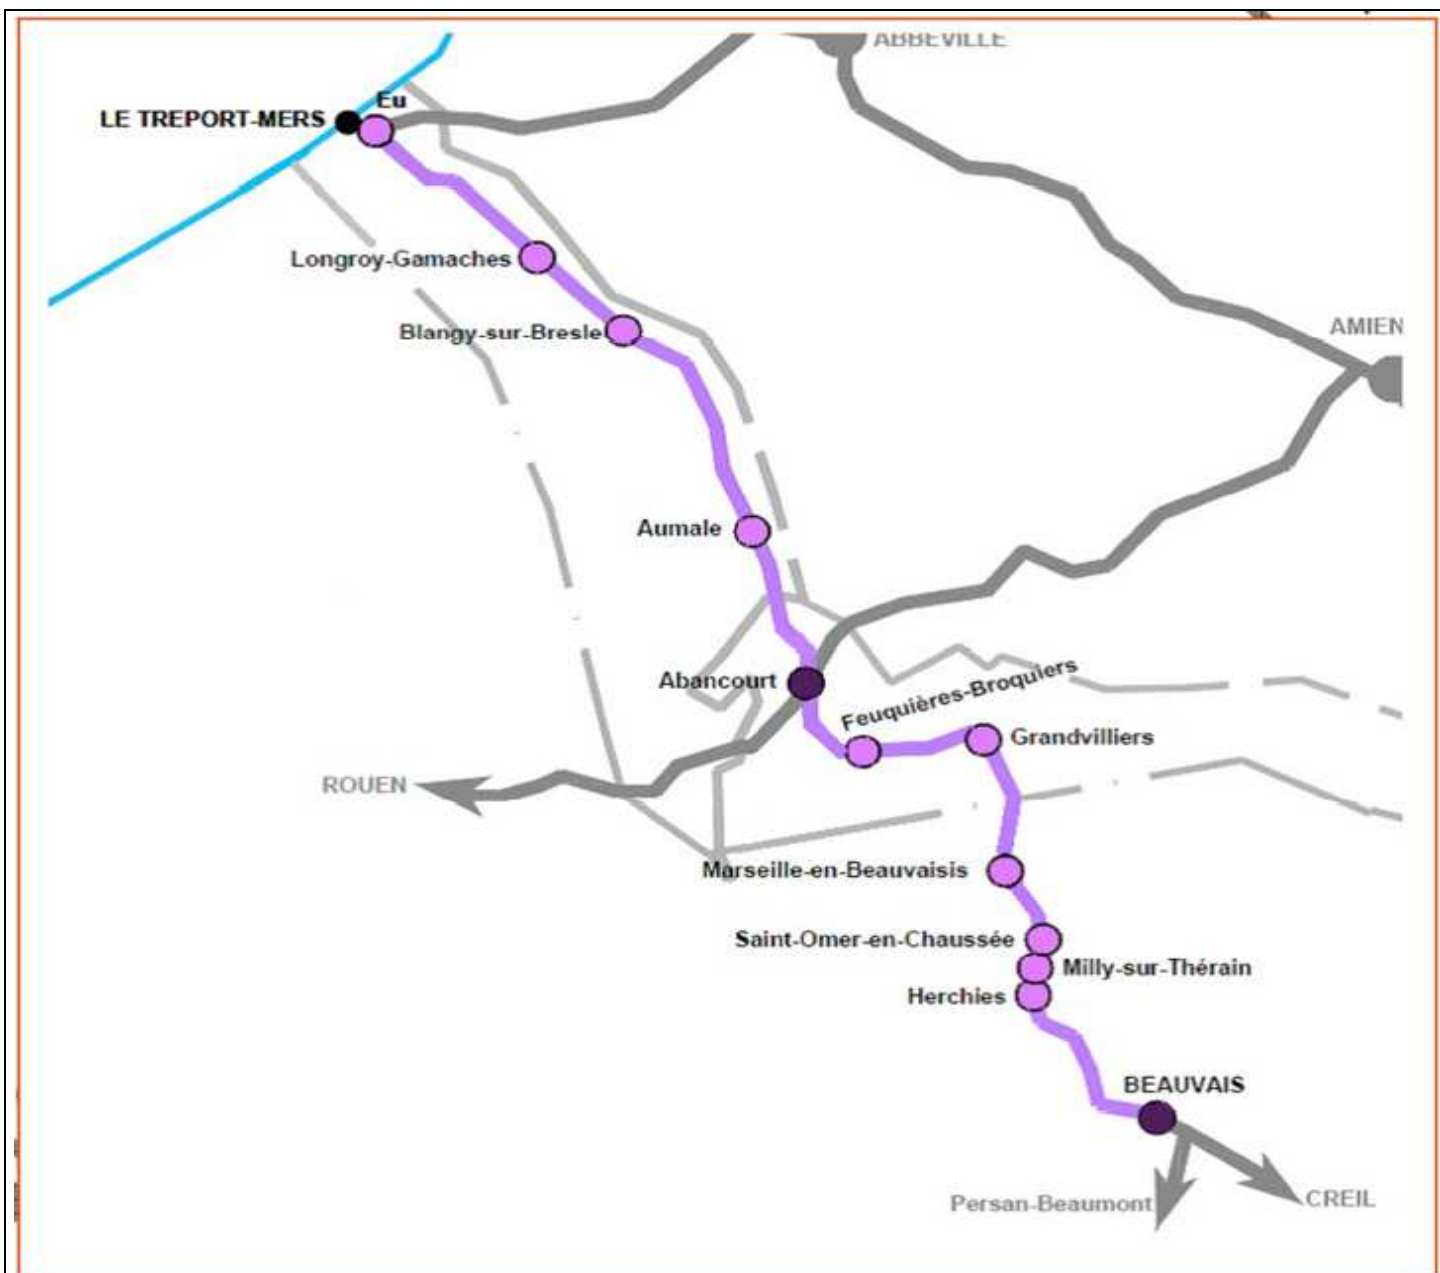 ABBEVILLE
Eu
LE TREPORT-MERS
Longroy-Gamaches
Blangy-sur-Bresle
AMIEN
Aumale
Abancourt
Feuquières-Broquiers
Grandvilliers
ROUEN
Marseille-en-Beauvaisis
Saint-Omer-en-Chaussée
Milly-sur-Thérain
Herchies
BEAUVAIS
Persan-Beaumont
CREIL